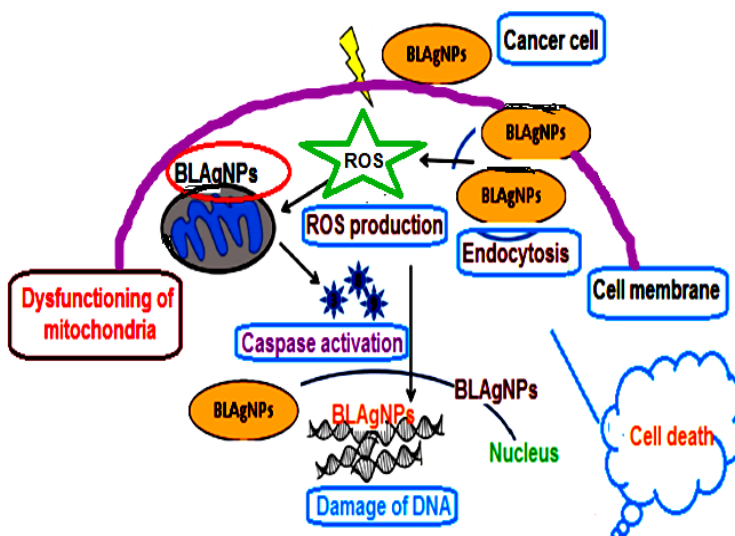 BLAgNPs
Cancer cell
BLAgNPs
BLAgNPs
ROS
BLAgNPs
ROS production
Endocytosis
Dysfunctioning of
mitochondria
Cell membrane
Caspase activation
BLAgNPs
BLAgNPs
BLAgNPs
Nucleus
Cell death
Damage of DNA